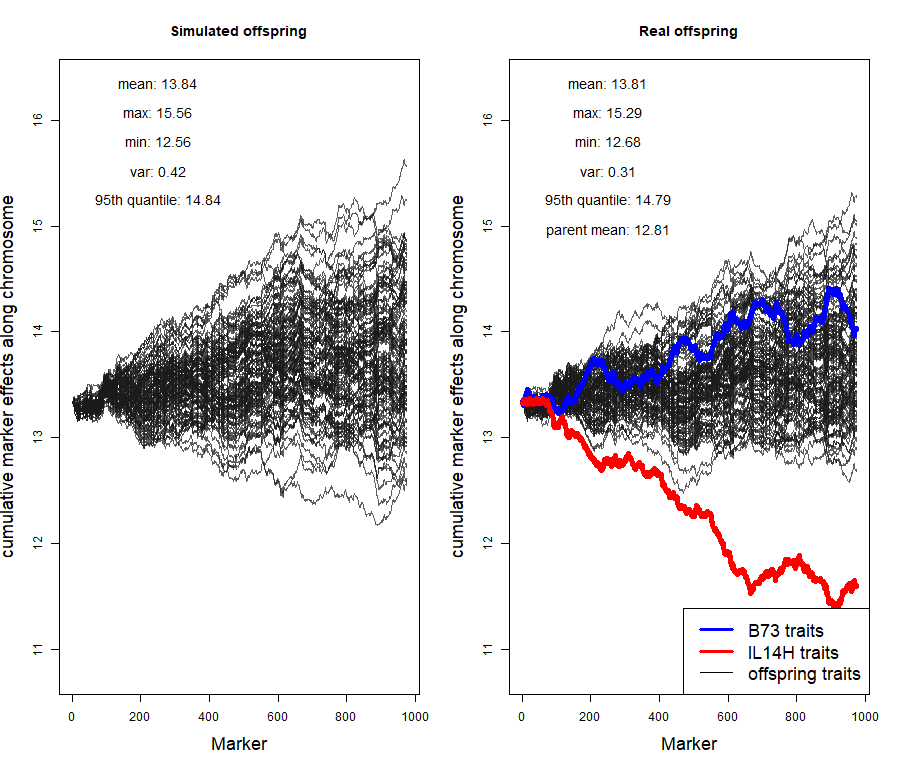 Simulated offspring
mean: 13.84
max: 15.56
min: 12.56
var: 0.42
95th quantile: 14.84
cumulative marker effects along chromosome
16
15
14
13
12
11
0 200 400 600 800 1000
Marker
Real offspring
mean: 13.81
max: 15.29
min: 12.68
var: 0.31
95th quantile: 14.79
parent mean: 12.81
cumulative marker effects along chromosome
16
15
14
13
12
11
B73 traits
IL14H traits
offspring traits
0 200 400 600 800 1000
Marker